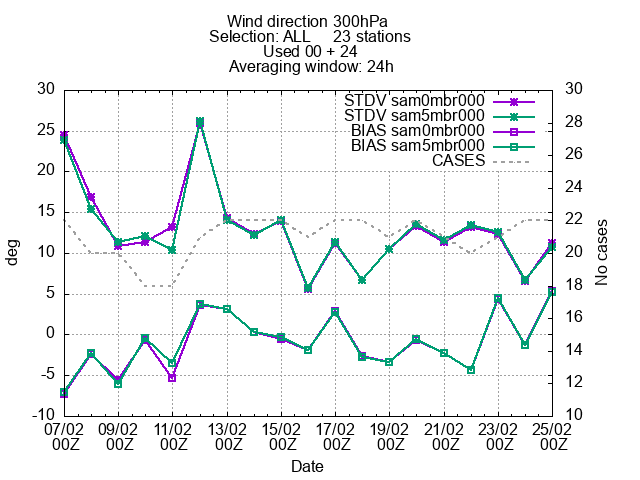 Wind direction 300hPa
Selection: ALL 23 stations
Used 00 + 24
Averaging window: 24h
STDV sam0mbr000
STDV sam5mbr000
BIAS sam0mbr000
BIAS sam5mbr000
CASES
30
25
20
15
10
5
0
-5
-10
deg
30
28
26
24
22
20
18
16
14
12
10
No cases
07/02 09/02 11/02 13/02 15/02 17/02 19/02 21/02 23/02 25/02
00Z 00Z 00Z 00Z 00Z 00Z 00Z 00Z 00Z 00Z
Date